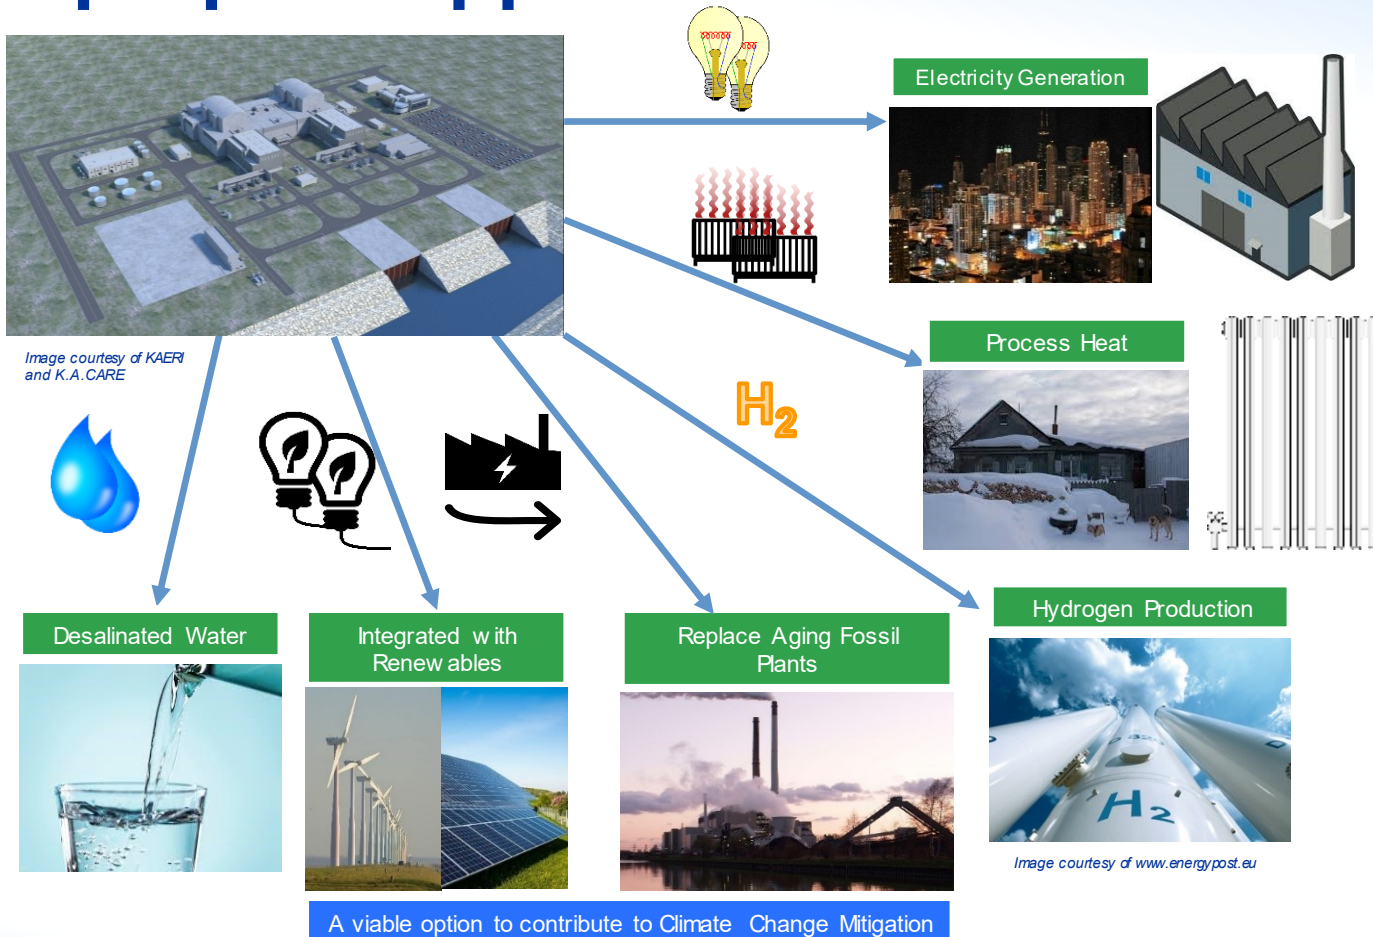 Electricity Generation
Image courtesy of KAERI
and K.A.CARE
Process Heat
H2
Desalinated Water
Integrated with
Renewables
Replace Aging Fossil
Plants
Hydrogen Production
H2
Image courtesy of www.energypost.eu
A viable option to contribute to Climate Change Mitigation